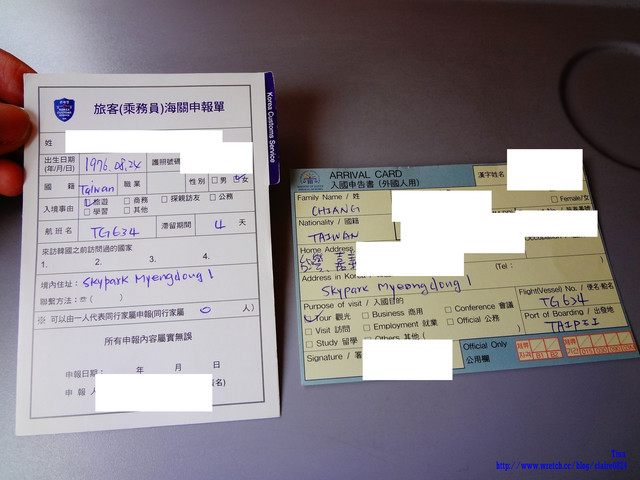 Korea Customs Service
旅客(乘務員)海關申報單
姓
出生日期
(年/月/日)
1976.08.24
護照號碼
國 籍
Taiwan
職業
性別
□ 男
女
入境事由
旅遊
□ 商務
□ 探親訪友
□ 公務
□ 學習
□ 其他
航 班 名
TG634
滯留期間
4 天
來訪韓國之前訪問過的國家
1. 2. 3. 4.
境內住址 : Skypark Myengdong 1
聯繫方法 : ☏ ( )
※ 可以由一人代表同行家屬申報(同行家屬 0 人)
所有申報內容屬實無誤
申報日期 : 年 月 日
申 報 人
名)
ARRIVAL CARD
入國申告書 (外國人用)
漢字姓名
Family Name / 姓
CHIANG
□ Female/女
Nationality / 國籍
TAIWAN
Home Address
嘉義
(Tel : )
Address in Korea /
Skypark Myeongdong 1
Purpose of visit / 入國目的
Tour 觀光
□ Business 商用
□ Conference 會議
□ Visit 訪問
□ Employment 就業
□ Official 公務
□ Study 留學
□ Others 其他 (
Flight(Vessel) No. / 便名·船名
TG634
Port of Boarding / 出發地
TAIPEI
Signature / 署
Official Only
公用欄
Tina